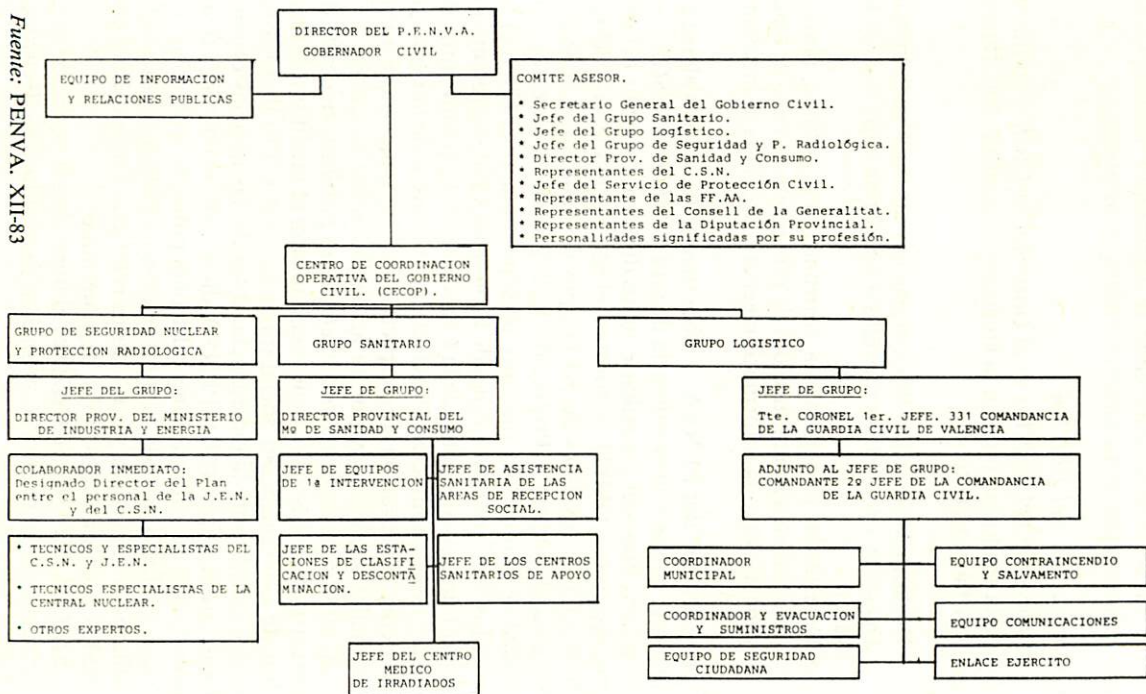 Fuente: PENVA. XII-83
DIRECTOR DEL P.E.N.V.A.
GOBERNADOR CIVIL
EQUIPO DE INFORMACION
Y RELACIONES PUBLICAS
COMITE ASESOR.
* Secretario General del Gobierno Civil.
* Jefe del Grupo Sanitario.
* Jefe del Grupo Logístico.
* Jefe del Grupo de Seguridad y P. Radiológica.
* Director Prov. de Sanidad y Consumo.
* Representantes del C.S.N.
* Jefe del Servicio de Protección Civil.
* Representante de las FF.AA.
* Representantes del Consell de la Generalitat.
* Representantes de la Diputación Provincial.
* Personalidades significadas por su profesión.
CENTRO DE COORDINACION
OPERATIVA DEL GOBIERNO
CIVIL. (CECOP).
GRUPO DE SEGURIDAD NUCLEAR
Y PROTECCION RADIOLOGICA
JEFE DEL GRUPO:
DIRECTOR PROV. DEL MINISTERIO
DE INDUSTRIA Y ENERGIA
COLABORADOR INMEDIATO:
Designado Director del Plan
entre el personal de la J.E.N.
y del C.S.N.
* TECNICOS Y ESPECIALISTAS DEL
C.S.N. y J.E.N.
* TECNICOS ESPECIALISTAS DE LA
CENTRAL NUCLEAR.
* OTROS EXPERTOS.
GRUPO SANITARIO
JEFE DE GRUPO:
DIRECTOR PROVINCIAL DEL
Mº DE SANIDAD Y CONSUMO
JEFE DE EQUIPOS
DE 1ª INTERVENCION
JEFE DE ASISTENCIA
SANITARIA DE LAS
AREAS DE RECEPCION
SOCIAL.
JEFE DE LAS ESTA-
CIONES DE CLASIFI
CACION Y DESCONTA
MINACION.
JEFE DE LOS CENTROS
SANITARIOS DE APOYO
JEFE DEL CENTRO
MEDICO
DE IRRADIADOS
GRUPO LOGISTICO
JEFE DE GRUPO:
Tte. CORONEL 1er. JEFE. 331 COMANDANCIA
DE LA GUARDIA CIVIL DE VALENCIA
ADJUNTO AL JEFE DE GRUPO:
COMANDANTE 2º JEFE DE LA COMANDANCIA
DE LA GUARDIA CIVIL.
COORDINADOR
MUNICIPAL
EQUIPO CONTRAINCENDIO
Y SALVAMENTO
COORDINADOR Y EVACUACION
Y SUMINISTROS
EQUIPO COMUNICACIONES
EQUIPO DE SEGURIDAD
CIUDADANA
ENLACE EJERCITO